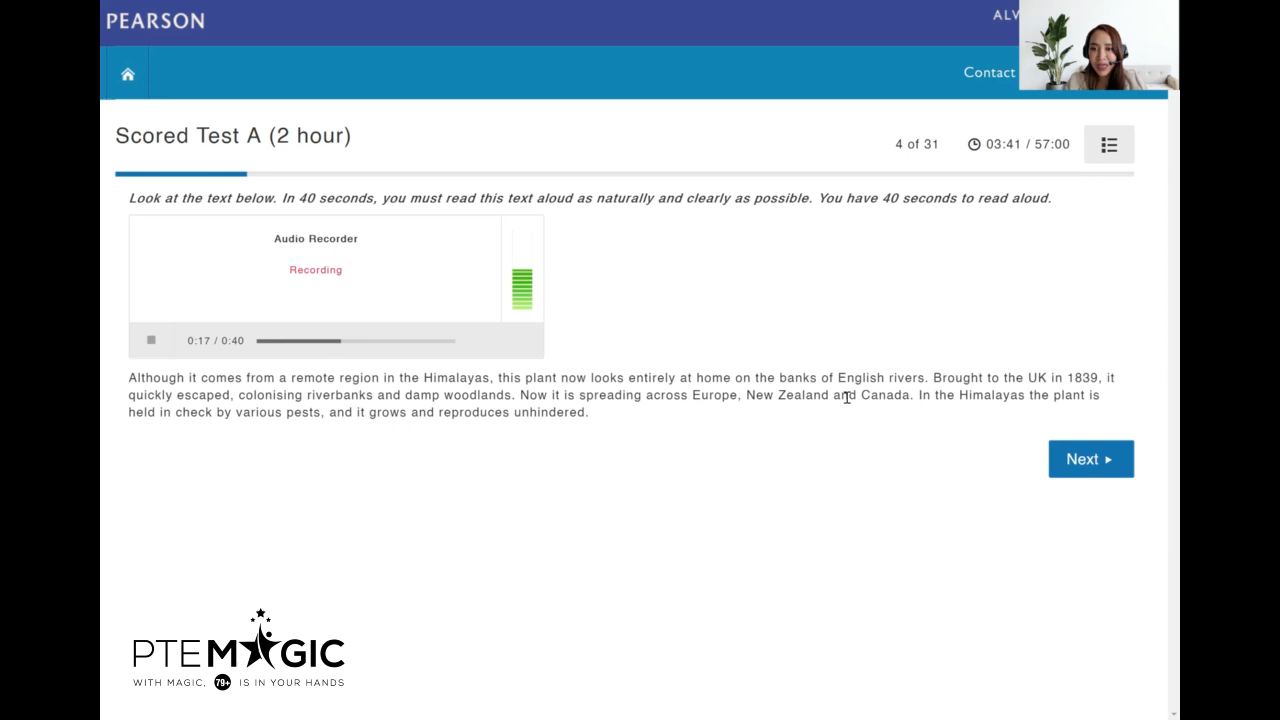 PEARSON
ALV
Contact
Scored Test A (2 hour)
4 of 31
03:41 / 57:00
Look at the text below. In 40 seconds, you must read this text aloud as naturally and clearly as possible. You have 40 seconds to read aloud.
Audio Recorder
Recording
0:17 / 0:40
Although it comes from a remote region in the Himalayas, this plant now looks entirely at home on the banks of English rivers. Brought to the UK in 1839, it
quickly escaped, colonising riverbanks and damp woodlands. Now it is spreading across Europe, New Zealand and Canada. In the Himalayas the plant is
held in check by various pests, and it grows and reproduces unhindered.
Next
PTEMAGIC
WITH MAGIC, 79+ IS IN YOUR HANDS